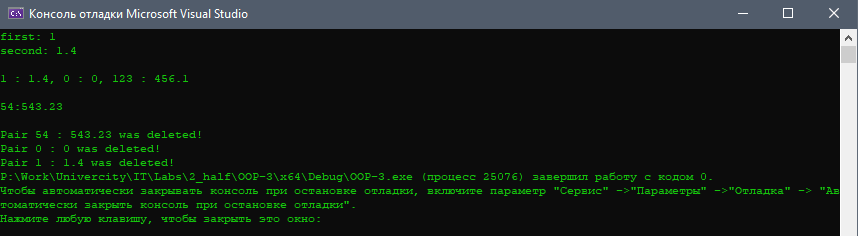 Консоль отладки Microsoft Visual Studio
first: 1
second: 1.4
1 : 1.4, 0 : 0, 123 : 456.1
54:543.23
Pair 54 : 543.23 was deleted!
Pair 0 : 0 was deleted!
Pair 1 : 1.4 was deleted!
P:\Work\Univercity\IT\Labs\2_half\OOP-3\x64\Debug\OOP-3.exe (процесс 25076) завершил работу с кодом 0.
Чтобы автоматически закрывать консоль при остановке отладки, включите параметр "Сервис" ->"Параметры" ->"Отладка" -> "Ав
томатически закрыть консоль при остановке отладки".
Нажмите любую клавишу, чтобы закрыть это окно: